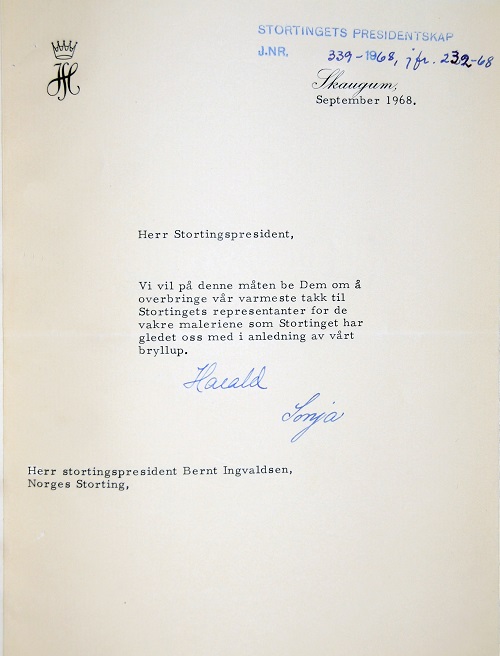 STORTINGETS PRESIDENTSKAP
J.NR. 339-1968, jfr. 232-68
Skaugum,
September 1968.
Herr Stortingspresident,
Vi vil på denne måten be Dem om å
overbringe vår varmeste takk til
Stortingets representanter for de
vakre maleriene som Stortinget har
gledet oss med i anledning av vårt
bryllup.
Harald
Sonja
Herr stortingspresident Bernt Ingvaldsen,
Norges Storting,